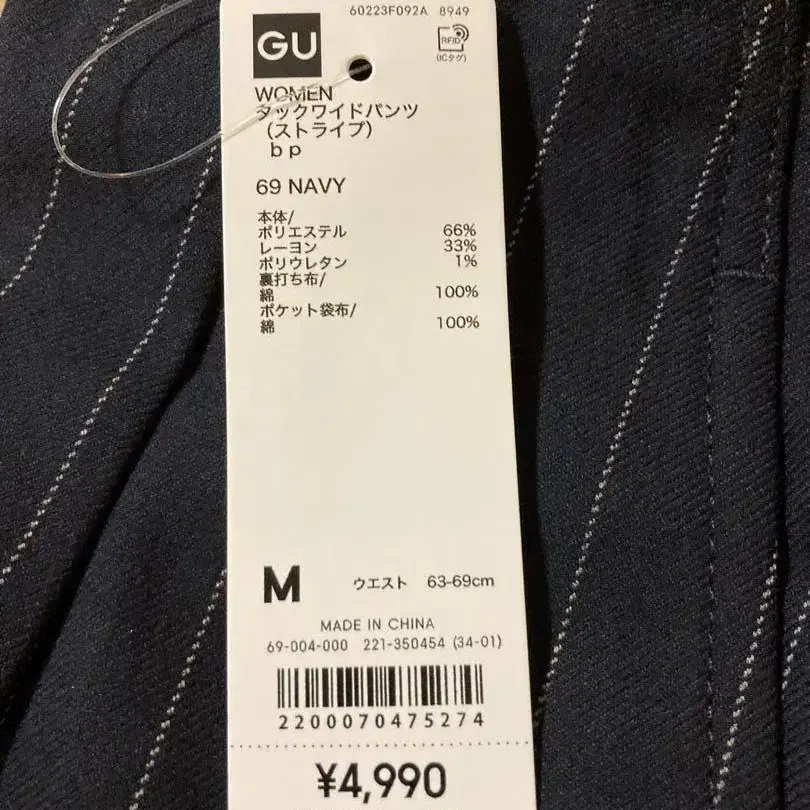 60223F092A 8949
GU
RFID
(ICタグ)
WOMEN
タックワイドパンツ
(ストライプ)
ｂｐ
69 NAVY
本体/
ポリエステル 66%
レーヨン 33%
ポリウレタン 1%
裏打ち布/
綿 100%
ポケット袋布/
綿 100%
M ウエスト 63-69cm
MADE IN CHINA
69-004-000 221-350454 (34-01)
2200070475274
¥4,990